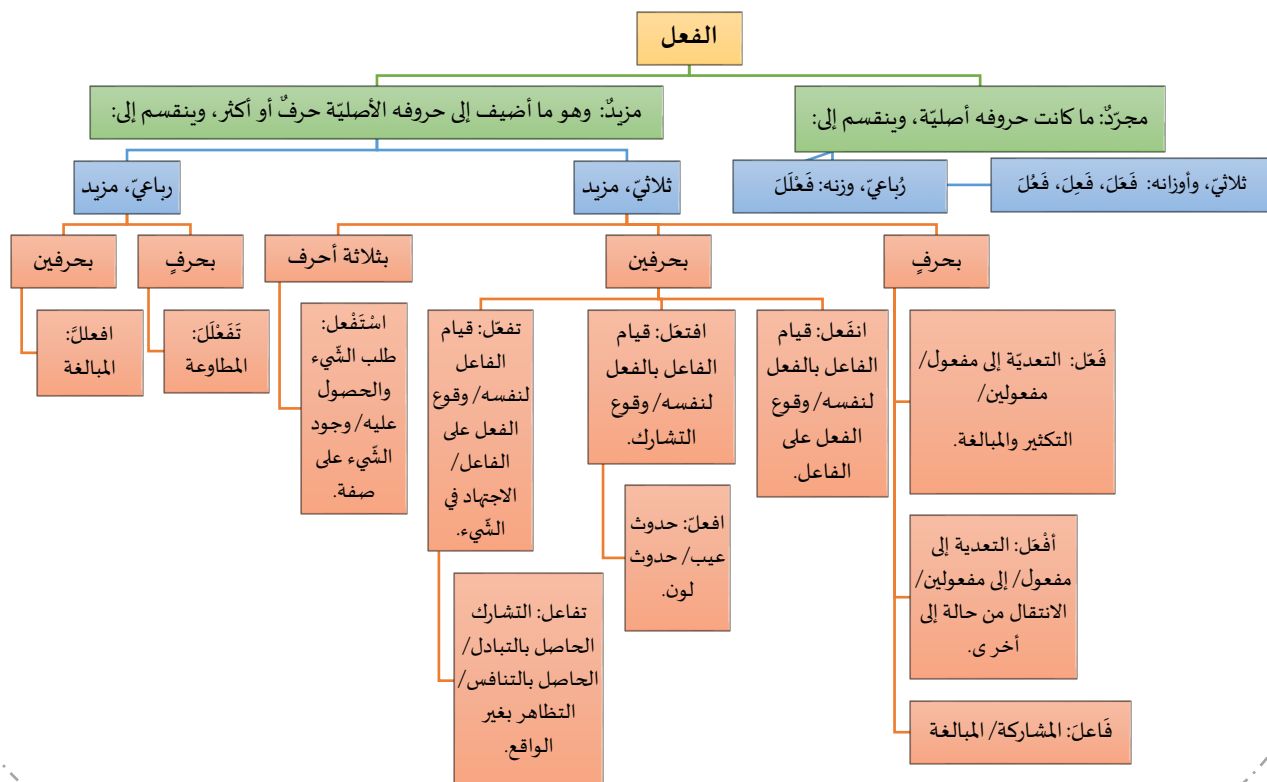 الفعل
مجرّدٌ: ما كانت حروفه أصليّة، وينقسم إلى:
مزيدٌ: وهو ما أضيف إلى حروفه الأصليّة حرفٌ أو أكثر، وينقسم إلى:
ثلاثيّ، وأوزانه: فَعَلَ، فَعِلَ، فَعُلَ
رُباعيّ، وزنه: فَعْلَلَ
ثلاثيّ، مزيد
رباعيّ، مزيد
بحرفٍ
بحرفين
بثلاثة أحرف
بحرفٍ
بحرفين
فَعّل: التعديّة إلى مفعول/
مفعولين/
التكثير والمبالغة.
أفْعَل: التعدية إلى
مفعول/ إلى مفعولين/
الانتقال من حالة إلى
أخر ى.
فَاعلَ: المشاركة/ المبالغة
انفَعل: قيام
الفاعل بالفعل
لنفسه/ وقوع
الفعل على
الفاعل.
افتعَل: قيام
الفاعل بالفعل
لنفسه/ وقوع
التشارك.
افعلّ: حدوث
عيب/ حدوث
لون.
تفعّل: قيام
الفاعل
لنفسه/ وقوع
الفعل على
الفاعل/
الاجتهاد في
الشّيء.
تفاعل: التشارك
الحاصل بالتبادل/
الحاصل بالتنافس/
التظاهر بغير
الواقع.
اسْتَفْعل:
طلب الشّيء
والحصول
عليه/ وجود
الشّيء على
صفة.
تَفَعْلَلَ:
المطاوعة
افعللَّ:
المبالغة